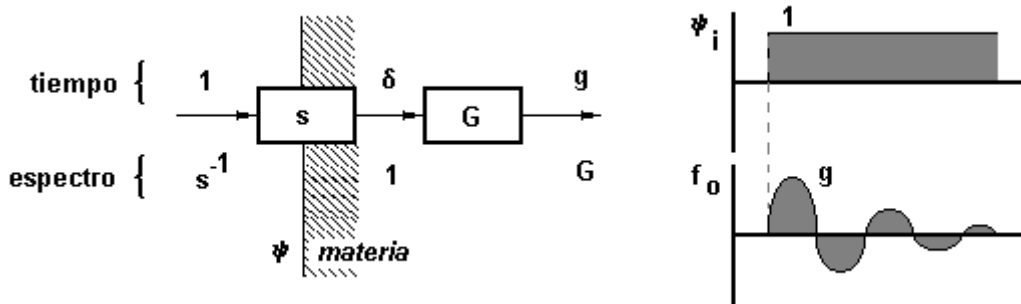 tiempo { 1 δ g
s G
espectro { s⁻¹ 1 G
ψ materia
ψi 1
fo g